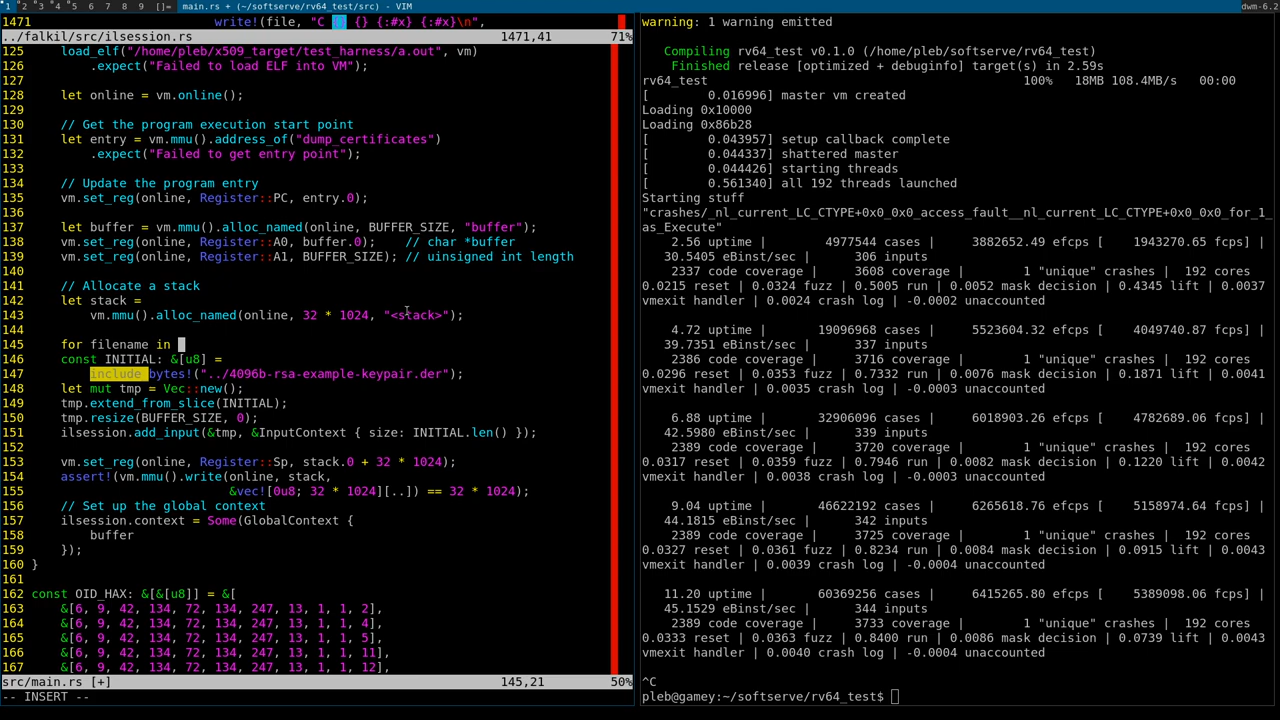 1 2 3 4 5 6 7 8 9 []= main.rs + (~/softserve/rv64_test/src) - VIM dwm-6.2
1471 write!(file, "C {} {} {:#x} {:#x}\n",
../falkil/src/ilsession.rs 1471,41 71%
125 load_elf("/home/pleb/x509_target/test_harness/a.out", vm)
126 .expect("Failed to load ELF into VM");
127
128 let online = vm.online();
129
130 // Get the program execution start point
131 let entry = vm.mmu().address_of("dump_certificates")
132 .expect("Failed to get entry point");
133
134 // Update the program entry
135 vm.set_reg(online, Register::PC, entry.0);
136
137 let buffer = vm.mmu().alloc_named(online, BUFFER_SIZE, "buffer");
138 vm.set_reg(online, Register::A0, buffer.0); // char *buffer
139 vm.set_reg(online, Register::A1, BUFFER_SIZE); // uinsigned int length
140
141 // Allocate a stack
142 let stack =
143 vm.mmu().alloc_named(online, 32 * 1024, "<stack>");
144
145 for filename in
146 const INITIAL: &[u8] =
147 include_bytes!("../4096b-rsa-example-keypair.der");
148 let mut tmp = Vec::new();
149 tmp.extend_from_slice(INITIAL);
150 tmp.resize(BUFFER_SIZE, 0);
151 ilsession.add_input(&tmp, &InputContext { size: INITIAL.len() });
152
153 vm.set_reg(online, Register::Sp, stack.0 + 32 * 1024);
154 assert!(vm.mmu().write(online, stack,
155 &vec![0u8; 32 * 1024][..]) == 32 * 1024);
156 // Set up the global context
157 ilsession.context = Some(GlobalContext {
158 buffer
159 });
160 }
161
162 const OID_HAX: &[&[u8]] = &[
163 &[6, 9, 42, 134, 72, 134, 247, 13, 1, 1, 2],
164 &[6, 9, 42, 134, 72, 134, 247, 13, 1, 1, 4],
165 &[6, 9, 42, 134, 72, 134, 247, 13, 1, 1, 5],
166 &[6, 9, 42, 134, 72, 134, 247, 13, 1, 1, 11],
167 &[6, 9, 42, 134, 72, 134, 247, 13, 1, 1, 12],
src/main.rs [+] 145,21 50%
-- INSERT --
warning: 1 warning emitted
Compiling rv64_test v0.1.0 (/home/pleb/softserve/rv64_test)
Finished release [optimized + debuginfo] target(s) in 2.59s
rv64_test 100% 18MB 108.4MB/s 00:00
[ 0.016996] master vm created
Loading 0x10000
Loading 0x86b28
[ 0.043957] setup callback complete
[ 0.044337] shattered master
[ 0.044426] starting threads
[ 0.561340] all 192 threads launched
Starting stuff
"crashes/_nl_current_LC_CTYPE+0x0_0x0_access_fault__nl_current_LC_CTYPE+0x0_0x0_for_1_
as_Execute"
2.56 uptime | 4977544 cases | 3882652.49 efcps [ 1943270.65 fcps] |
30.5405 eBinst/sec | 306 inputs
2337 code coverage | 3608 coverage | 1 "unique" crashes | 192 cores
0.0215 reset | 0.0324 fuzz | 0.5005 run | 0.0052 mask decision | 0.4345 lift | 0.0037
vmexit handler | 0.0024 crash log | -0.0002 unaccounted
4.72 uptime | 19096968 cases | 5523604.32 efcps [ 4049740.87 fcps] |
39.7351 eBinst/sec | 337 inputs
2386 code coverage | 3716 coverage | 1 "unique" crashes | 192 cores
0.0296 reset | 0.0353 fuzz | 0.7332 run | 0.0076 mask decision | 0.1871 lift | 0.0041
vmexit handler | 0.0035 crash log | -0.0003 unaccounted
6.88 uptime | 32906096 cases | 6018903.26 efcps [ 4782689.06 fcps] |
42.5980 eBinst/sec | 339 inputs
2389 code coverage | 3720 coverage | 1 "unique" crashes | 192 cores
0.0317 reset | 0.0359 fuzz | 0.7946 run | 0.0082 mask decision | 0.1220 lift | 0.0042
vmexit handler | 0.0038 crash log | -0.0003 unaccounted
9.04 uptime | 46622192 cases | 6265618.76 efcps [ 5158974.64 fcps] |
44.1815 eBinst/sec | 342 inputs
2389 code coverage | 3725 coverage | 1 "unique" crashes | 192 cores
0.0327 reset | 0.0361 fuzz | 0.8234 run | 0.0084 mask decision | 0.0915 lift | 0.0043
vmexit handler | 0.0039 crash log | -0.0004 unaccounted
11.20 uptime | 60369256 cases | 6415265.80 efcps [ 5389098.06 fcps] |
45.1529 eBinst/sec | 344 inputs
2389 code coverage | 3733 coverage | 1 "unique" crashes | 192 cores
0.0333 reset | 0.0363 fuzz | 0.8400 run | 0.0086 mask decision | 0.0739 lift | 0.0043
vmexit handler | 0.0040 crash log | -0.0004 unaccounted
^C
pleb@gamey:~/softserve/rv64_test$